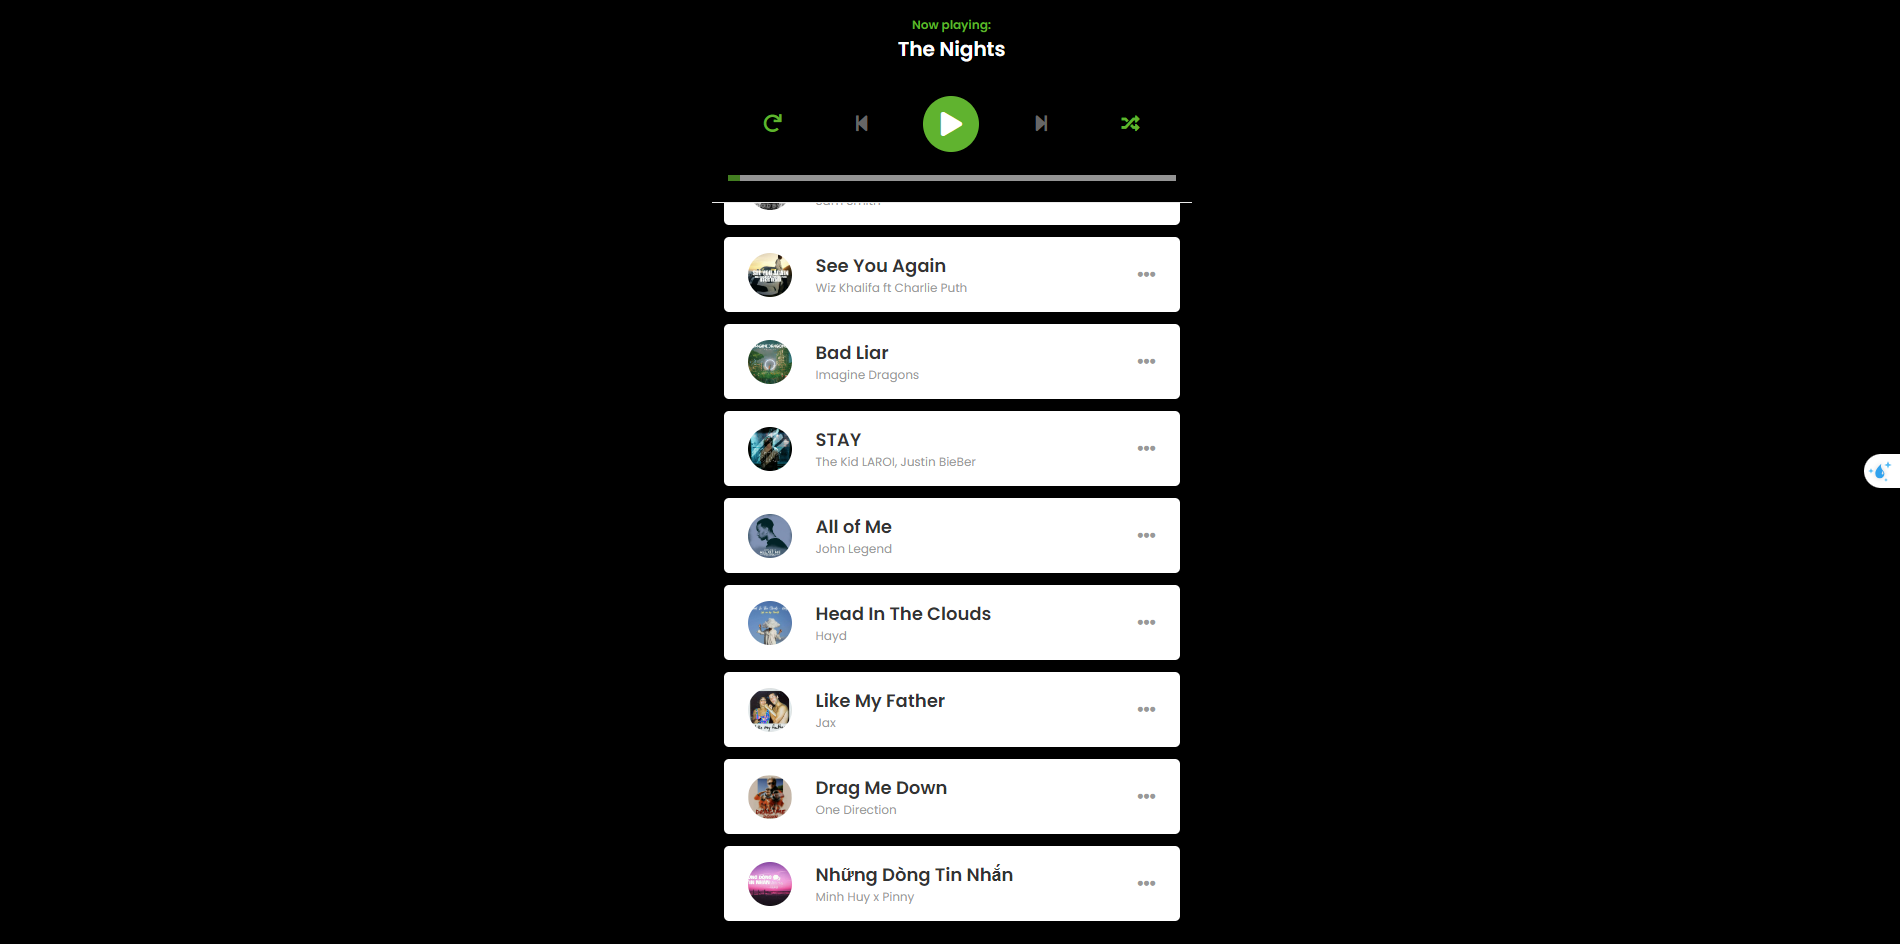 Now playing:
The Nights
Sam Smith
See You Again
Wiz Khalifa ft Charlie Puth
Bad Liar
Imagine Dragons
STAY
The Kid LAROI, Justin BieBer
All of Me
John Legend
Head In The Clouds
Hayd
Like My Father
Jax
Drag Me Down
One Direction
Những Dòng Tin Nhắn
Minh Huy x Pinny